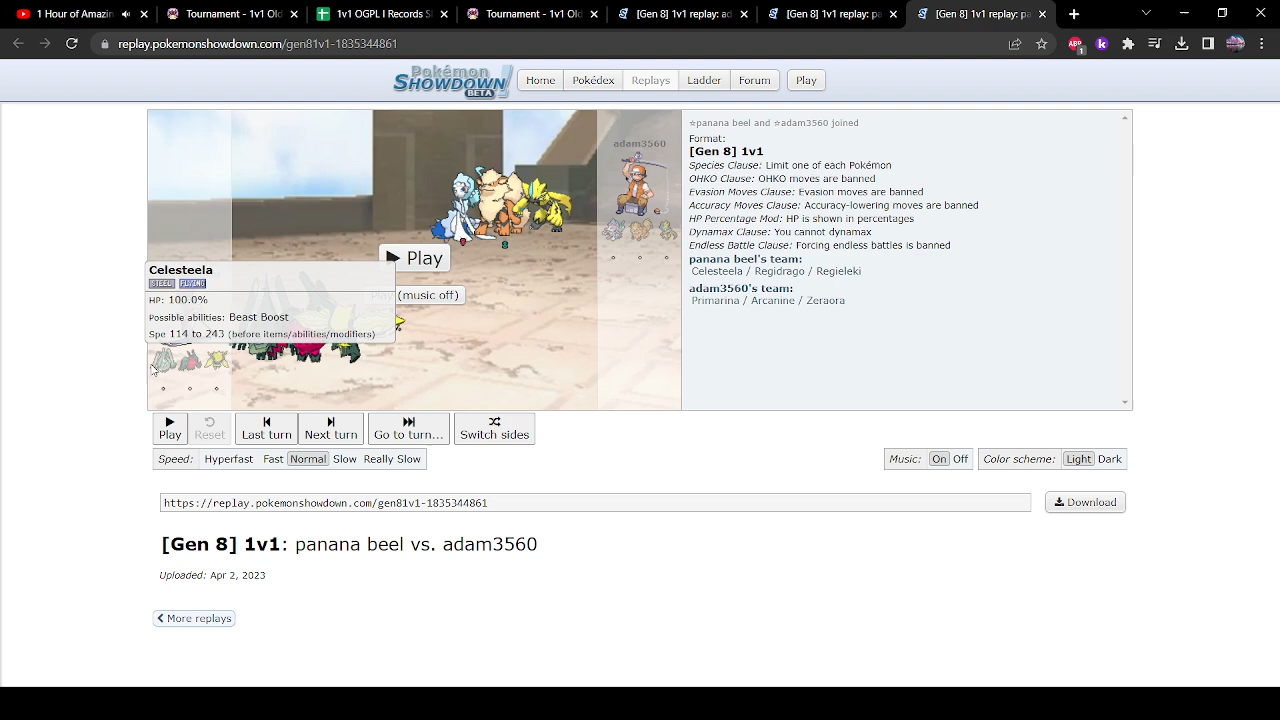 1 Hour of Amazin
Tournament - 1v1 Old
1v1 OGPL I Records S
Tournament - 1v1 Old
[Gen 8] 1v1 replay: ad
[Gen 8] 1v1 replay: pa
[Gen 8] 1v1 replay: pa
replay.pokemonshowdown.com/gen81v1-1835344861
ABP
1
k
Pokémon
SHOWDOWN!
BETA
Home
Pokédex
Replays
Ladder
Forum
Play
adam3560
Play
Play (music off)
Celesteela
STEEL FLYING
HP: 100.0%
Possible abilities: Beast Boost
Spe 114 to 243 (before items/abilities/modifiers)
☆panana beel and ☆adam3560 joined
Format:
[Gen 8] 1v1
Species Clause: Limit one of each Pokémon
OHKO Clause: OHKO moves are banned
Evasion Moves Clause: Evasion moves are banned
Accuracy Moves Clause: Accuracy-lowering moves are banned
HP Percentage Mod: HP is shown in percentages
Dynamax Clause: You cannot dynamax
Endless Battle Clause: Forcing endless battles is banned
panana beel's team:
Celesteela / Regidrago / Regieleki
adam3560's team:
Primarina / Arcanine / Zeraora
Play
Reset
Last turn
Next turn
Go to turn...
Switch sides
Speed: Hyperfast Fast Normal Slow Really Slow
Music: On Off
Color scheme: Light Dark
https://replay.pokemonshowdown.com/gen81v1-1835344861
Download
[Gen 8] 1v1: panana beel vs. adam3560
Uploaded: Apr 2, 2023
More replays